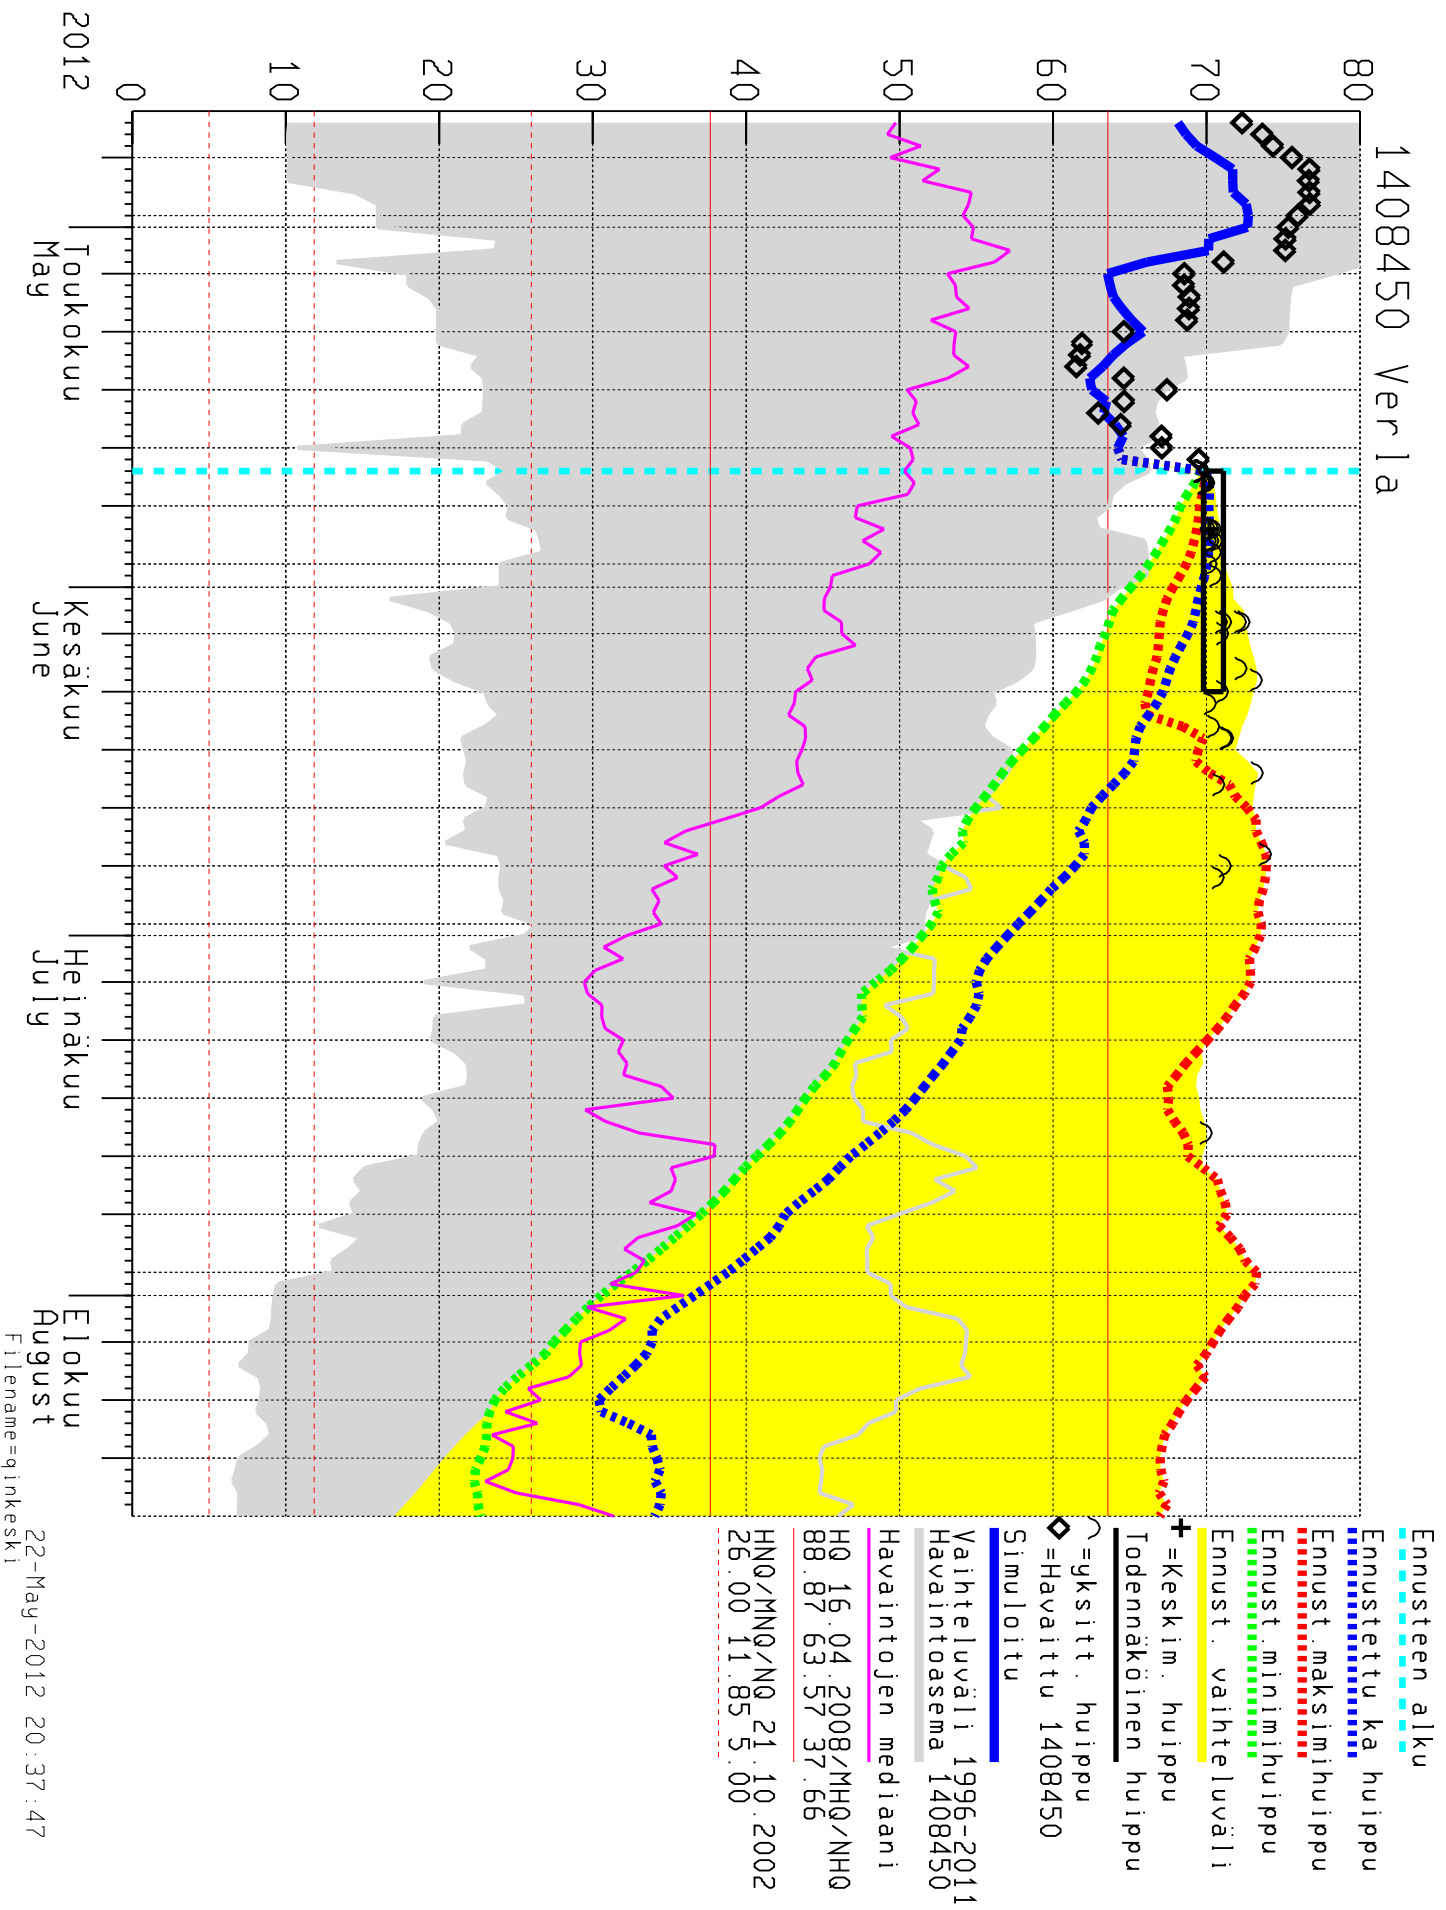 1408450 Verla
80
70
60
50
40
30
20
10
0
2012
Toukokuu
May
Kesäkuu
June
Heinäkuu
July
Elokuu
August
Ennusteen alku
Ennustettu ka huippu
Ennust.maksimihuippu
Ennust.minimihuippu
Ennust. vaihteluväli
+ =Keskim. huippu
Todennäköinen huippu
=yksitt. huippu
=Havaittu 1408450
Simuloitu
Vaihteluväli 1996-2011
Havaintoasema 1408450
Havaintojen mediaani
HQ 16.04.2008/MHQ/NHQ
88.87 63.57 37.66
HNQ/MNQ/NQ 21.10.2002
26.00 11.85 5.00
22-May-2012 20:37:47
Filename=qinkeski